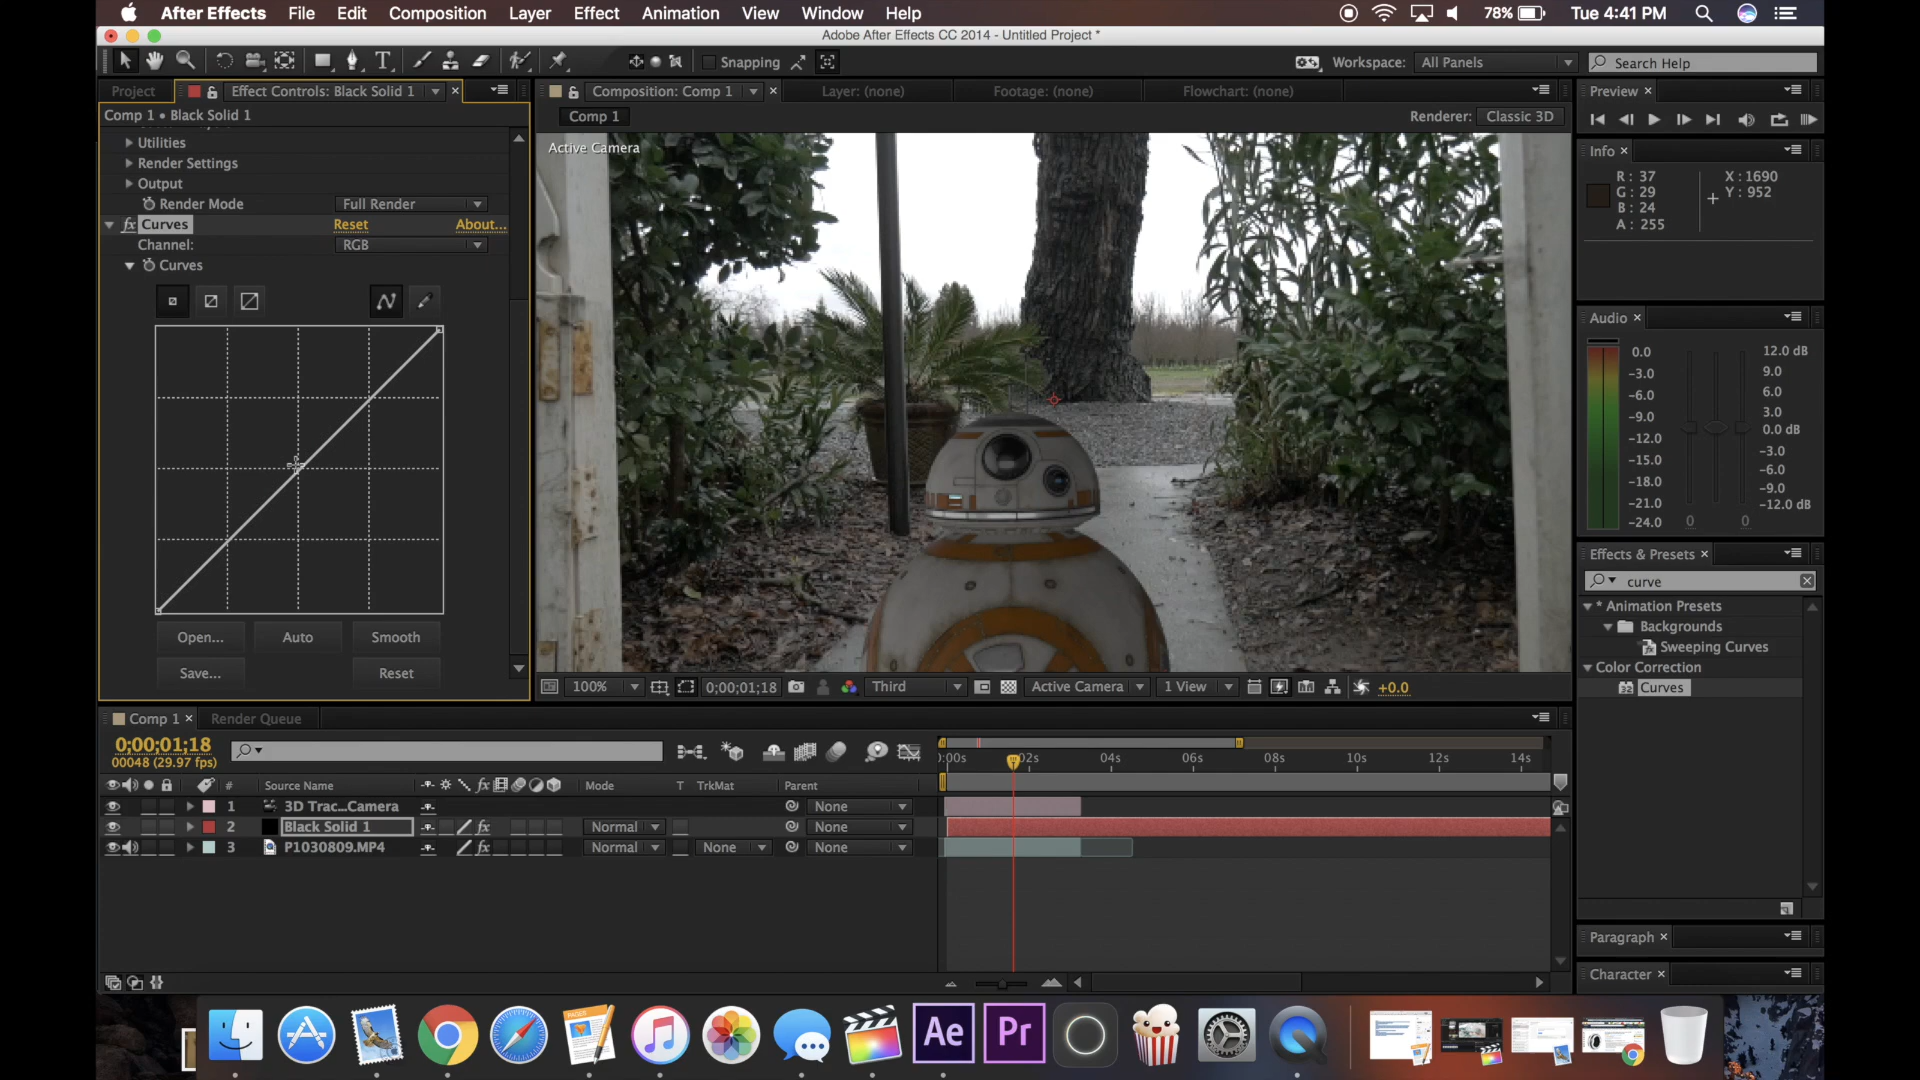 After Effects File Edit Composition Layer Effect Animation View Window Help 78% Tue 4:41 PM
Adobe After Effects CC 2014 - Untitled Project *
Snapping Workspace: All Panels Search Help
Project Effect Controls: Black Solid 1 Composition: Comp 1 Layer: (none) Footage: (none) Flowchart: (none) Preview
Comp 1 • Black Solid 1
Comp 1 Renderer: Classic 3D
Utilities
Render Settings
Output
Render Mode Full Render
Curves Reset About...
Channel: RGB
Curves
Open... Auto Smooth
Save... Reset
Active Camera
100% 0;00;01;18 Third Active Camera 1 View +0.0
Info
R: 37 X: 1690
G: 29 Y: 952
B: 24
A: 255
Audio
0.0 12.0 dB
-3.0 9.0
-6.0 6.0
-9.0 3.0
-12.0 0.0 dB
-15.0 -3.0
-18.0 -6.0
-21.0 -9.0
-24.0 -12.0 dB
0 0
Effects & Presets
curve
* Animation Presets
Backgrounds
Sweeping Curves
Color Correction
32 Curves
Paragraph
Character
Comp 1 Render Queue
0;00;01;18
00048 (29.97 fps)
:00s 02s 04s 06s 08s 10s 12s 14s
# Source Name fx Mode T TrkMat Parent
1 3D Trac...Camera None
2 Black Solid 1 fx Normal None
3 P1030809.MP4 fx Normal None None
PAGES Ae Pr